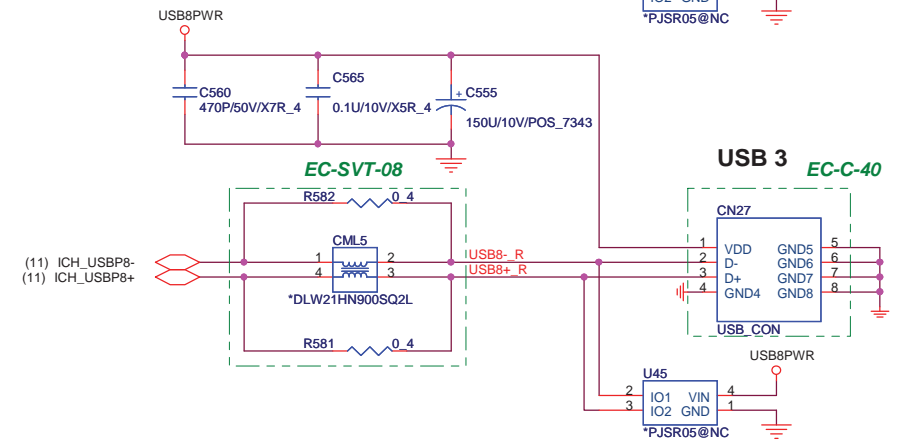 IO2 GND
*PJSR05@NC
USB8PWR
C560
470P/50V/X7R_4
C565
0.1U/10V/X5R_4
+ C555
150U/10V/POS_7343
USB 3
EC-C-40
EC-SVT-08
R582 0_4
CN27
CML5
(11) ICH_USBP8-
(11) ICH_USBP8+
1 2
4 3
USB8-_R
USB8+_R
*DLW21HN900SQ2L
1 VDD GND5 5
2 D- GND6 6
3 D+ GND7 7
4 GND4 GND8 8
USB_CON
R581 0_4
USB8PWR
U45
2 IO1 VIN 4
3 IO2 GND 1
*PJSR05@NC